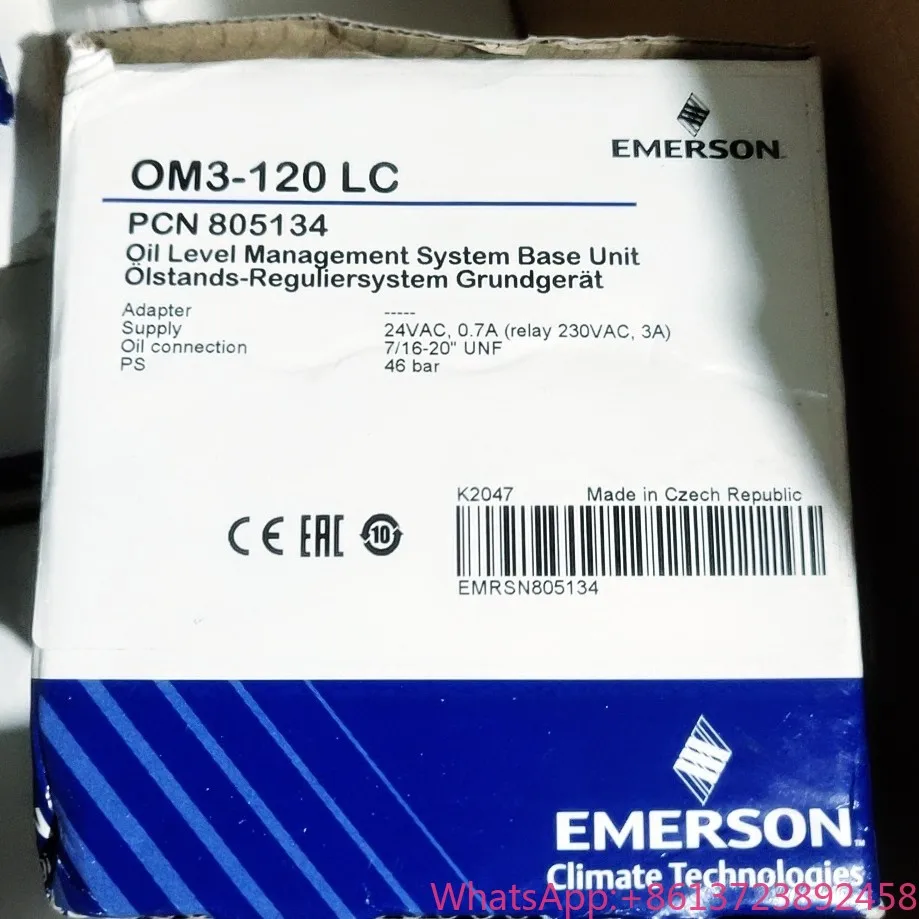 EMERSON
OM3-120 LC
PCN 805134
Oil Level Management System Base Unit
Ölstands-Reguliersystem Grundgerät
Adapter -----
Supply 24VAC, 0.7A (relay 230VAC, 3A)
Oil connection 7/16-20" UNF
PS 46 bar
K2047 Made in Czech Republic
CE EAC 10
EMRSN805134
EMERSON™
Climate Technologies
WhatsApp:+8613723892458